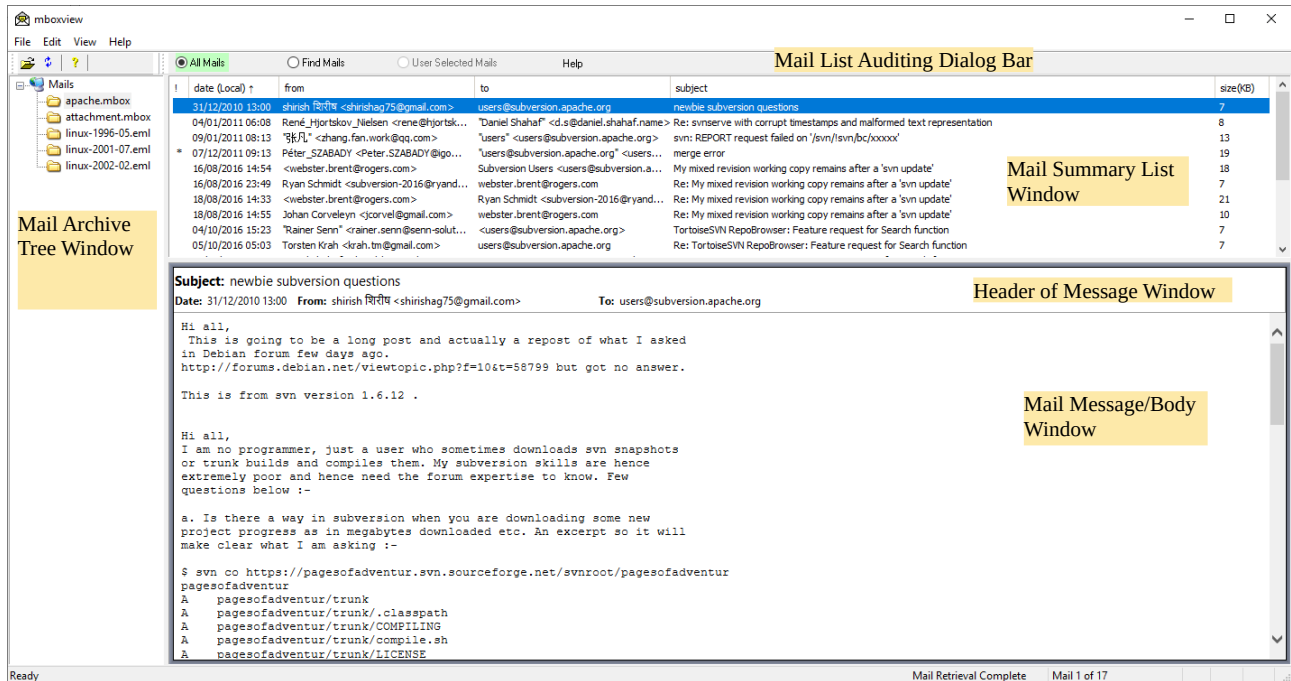 mboxview
File Edit View Help
All Mails Find Mails User Selected Mails Help Mail List Auditing Dialog Bar
Mails
apache.mbox
attachment.mbox
linux-1996-05.eml
linux-2001-07.eml
linux-2002-02.eml
Mail Archive
Tree Window
! date (Local) ↑ from to subject size(KB)
31/12/2010 13:00 shirish शिरीष <shirishag75@gmail.com> users@subversion.apache.org newbie subversion questions 7
04/01/2011 06:08 René_Hjortskov_Nielsen <rene@hjortsk... "Daniel Shahaf" <d.s@daniel.shahaf.name> Re: svnserve with corrupt timestamps and malformed text representation 8
09/01/2011 08:13 "张凡" <zhang.fan.work@qq.com> "users" <users@subversion.apache.org> svn: REPORT request failed on '/svn/!svn/bc/xxxxx' 13
* 07/12/2011 09:13 Péter_SZABADY <Peter.SZABADY@igo... "users@subversion.apache.org" <users... merge error 19
16/08/2016 14:54 <webster.brent@rogers.com> Subversion Users <users@subversion.a... My mixed revision working copy remains after a 'svn update' 18
16/08/2016 23:49 Ryan Schmidt <subversion-2016@ryand... webster.brent@rogers.com Re: My mixed revision working copy remains after a 'svn update' 7
18/08/2016 14:33 <webster.brent@rogers.com> Ryan Schmidt <subversion-2016@ryand... Re: My mixed revision working copy remains after a 'svn update' 21
18/08/2016 14:55 Johan Corveleyn <jcorvel@gmail.com> webster.brent@rogers.com Re: My mixed revision working copy remains after a 'svn update' 10
04/10/2016 15:23 "Rainer Senn" <rainer.senn@senn-solut... <users@subversion.apache.org> TortoiseSVN RepoBrowser: Feature request for Search function 7
05/10/2016 05:03 Torsten Krah <krah.tm@gmail.com> users@subversion.apache.org Re: TortoiseSVN RepoBrowser: Feature request for Search function 7
Mail Summary List
Window
Subject: newbie subversion questions
Date: 31/12/2010 13:00 From: shirish शिरीष <shirishag75@gmail.com> To: users@subversion.apache.org
Header of Message Window
Hi all,
This is going to be a long post and actually a repost of what I asked
in Debian forum few days ago.
http://forums.debian.net/viewtopic.php?f=10&t=58799 but got no answer.
This is from svn version 1.6.12 .
Mail Message/Body
Window
Hi all,
I am no programmer, just a user who sometimes downloads svn snapshots
or trunk builds and compiles them. My subversion skills are hence
extremely poor and hence need the forum expertise to know. Few
questions below :-
a. Is there a way in subversion when you are downloading some new
project progress as in megabytes downloaded etc. An excerpt so it will
make clear what I am asking :-
$ svn co https://pagesofadventur.svn.sourceforge.net/svnroot/pagesofadventur
pagesofadventur
A pagesofadventur/trunk
A pagesofadventur/trunk/.classpath
A pagesofadventur/trunk/COMPILING
A pagesofadventur/trunk/compile.sh
A pagesofadventur/trunk/LICENSE
Ready Mail Retrieval Complete Mail 1 of 17